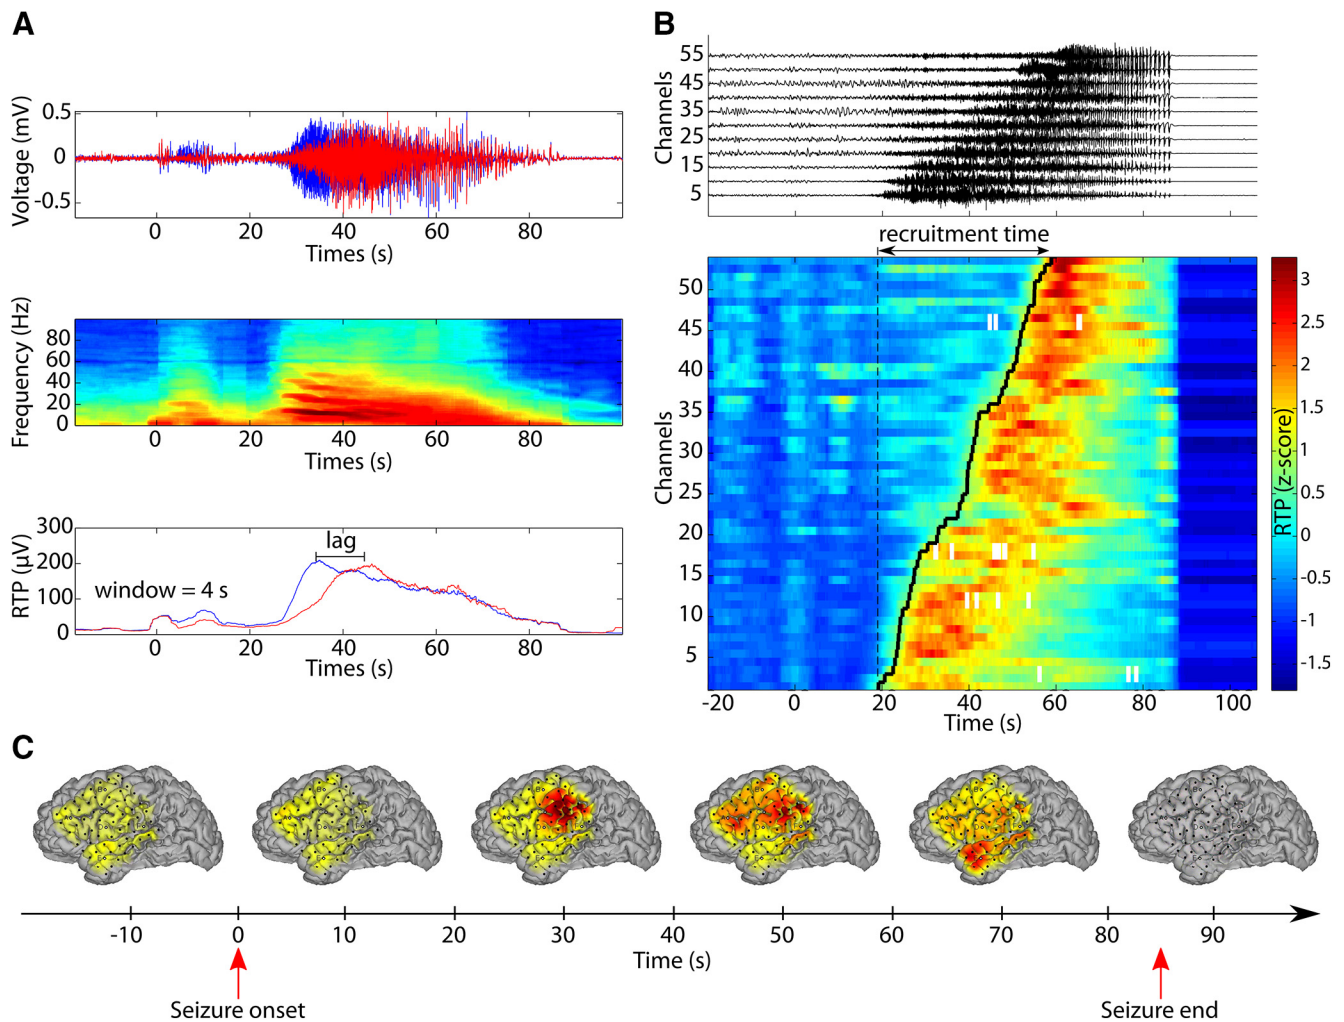 A
Voltage (mV)
0.5
0
-0.5
0 20 40 60 80
Times (s)
Frequency (Hz)
80
60
40
20
0
0 20 40 60 80
Times (s)
RTP (µV)
300
200
100
0
lag
window = 4 s
0 20 40 60 80
Times (s)
B
Channels
55
45
35
25
15
5
recruitment time
Channels
50
45
40
35
30
25
20
15
10
5
-20 0 20 40 60 80 100
Time (s)
RTP (z-score)
3
2.5
2
1.5
1
0.5
0
-0.5
-1
-1.5
C
-10 0 10 20 30 40 50 60 70 80 90
Time (s)
Seizure onset
Seizure end